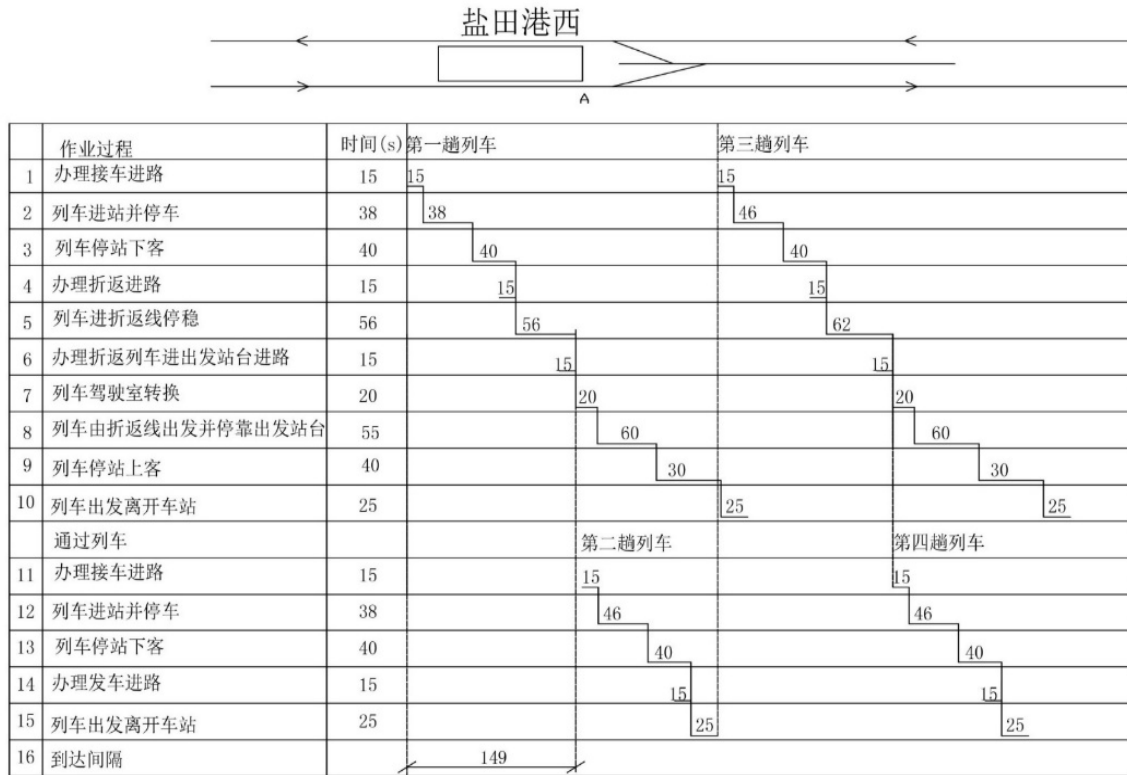 盐田港西
A
作业过程 时间(s) 第一趟列车 第三趟列车
1 办理接车进路 15 15 15
2 列车进站并停车 38 38 46
3 列车停站下客 40 40 40
4 办理折返进路 15 15 15
5 列车进折返线停稳 56 56 62
6 办理折返列车进出发站台进路 15 15 15
7 列车驾驶室转换 20 20 20
8 列车由折返线出发并停靠出发站台 55 60 60
9 列车停站上客 40 30 30
10 列车出发离开车站 25 25 25
通过列车 第二趟列车 第四趟列车
11 办理接车进路 15 15 15
12 列车进站并停车 38 46 46
13 列车停站下客 40 40 40
14 办理发车进路 15 15 15
15 列车出发离开车站 25 25 25
16 到达间隔 149